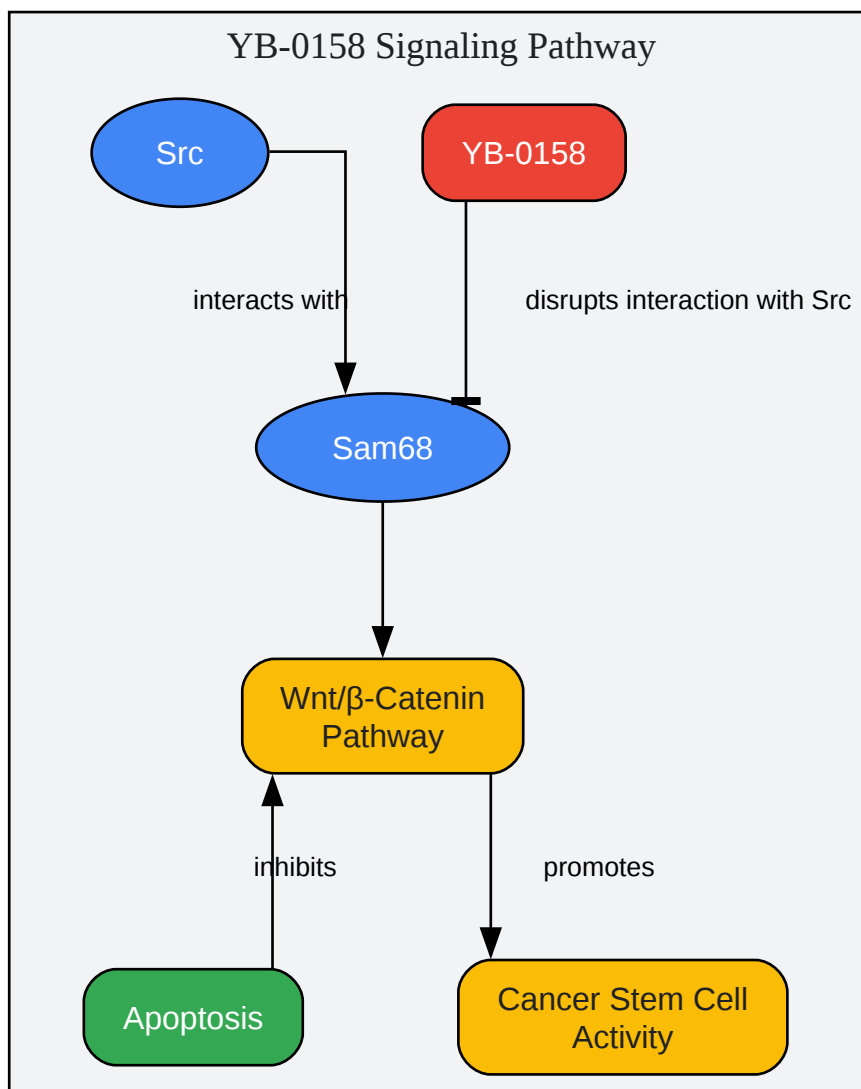 YB-0158 Signaling Pathway
Src
YB-0158
interacts with
disrupts interaction with Src
Sam68
Wnt/β-Catenin
Pathway
inhibits
promotes
Apoptosis
Cancer Stem Cell
Activity